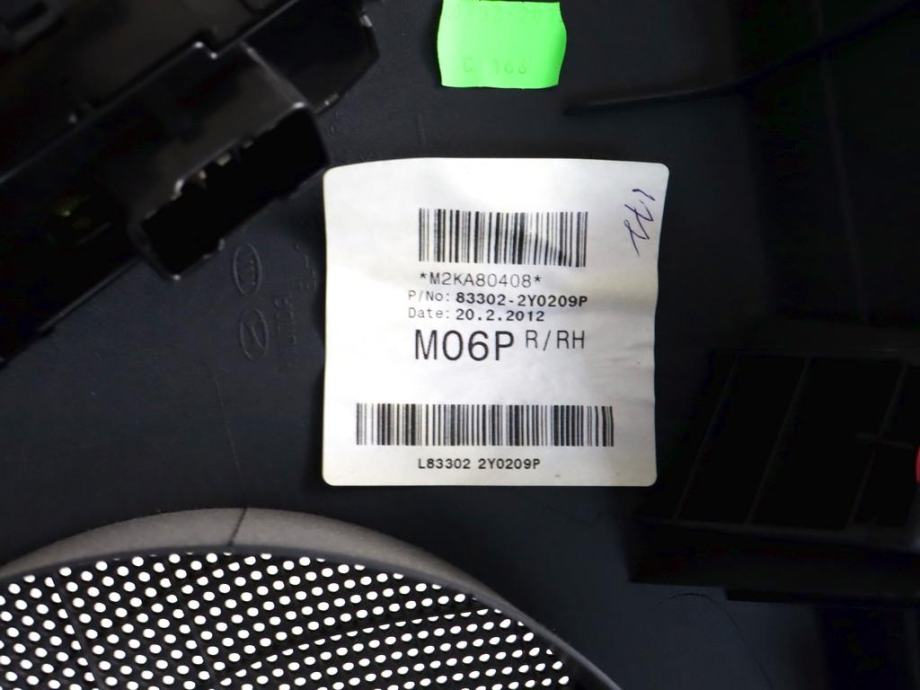 *M2KA80408*
P/No: 83302-2Y0209P
Date: 20.2.2012
M06P R/RH
L83302 2Y0209P